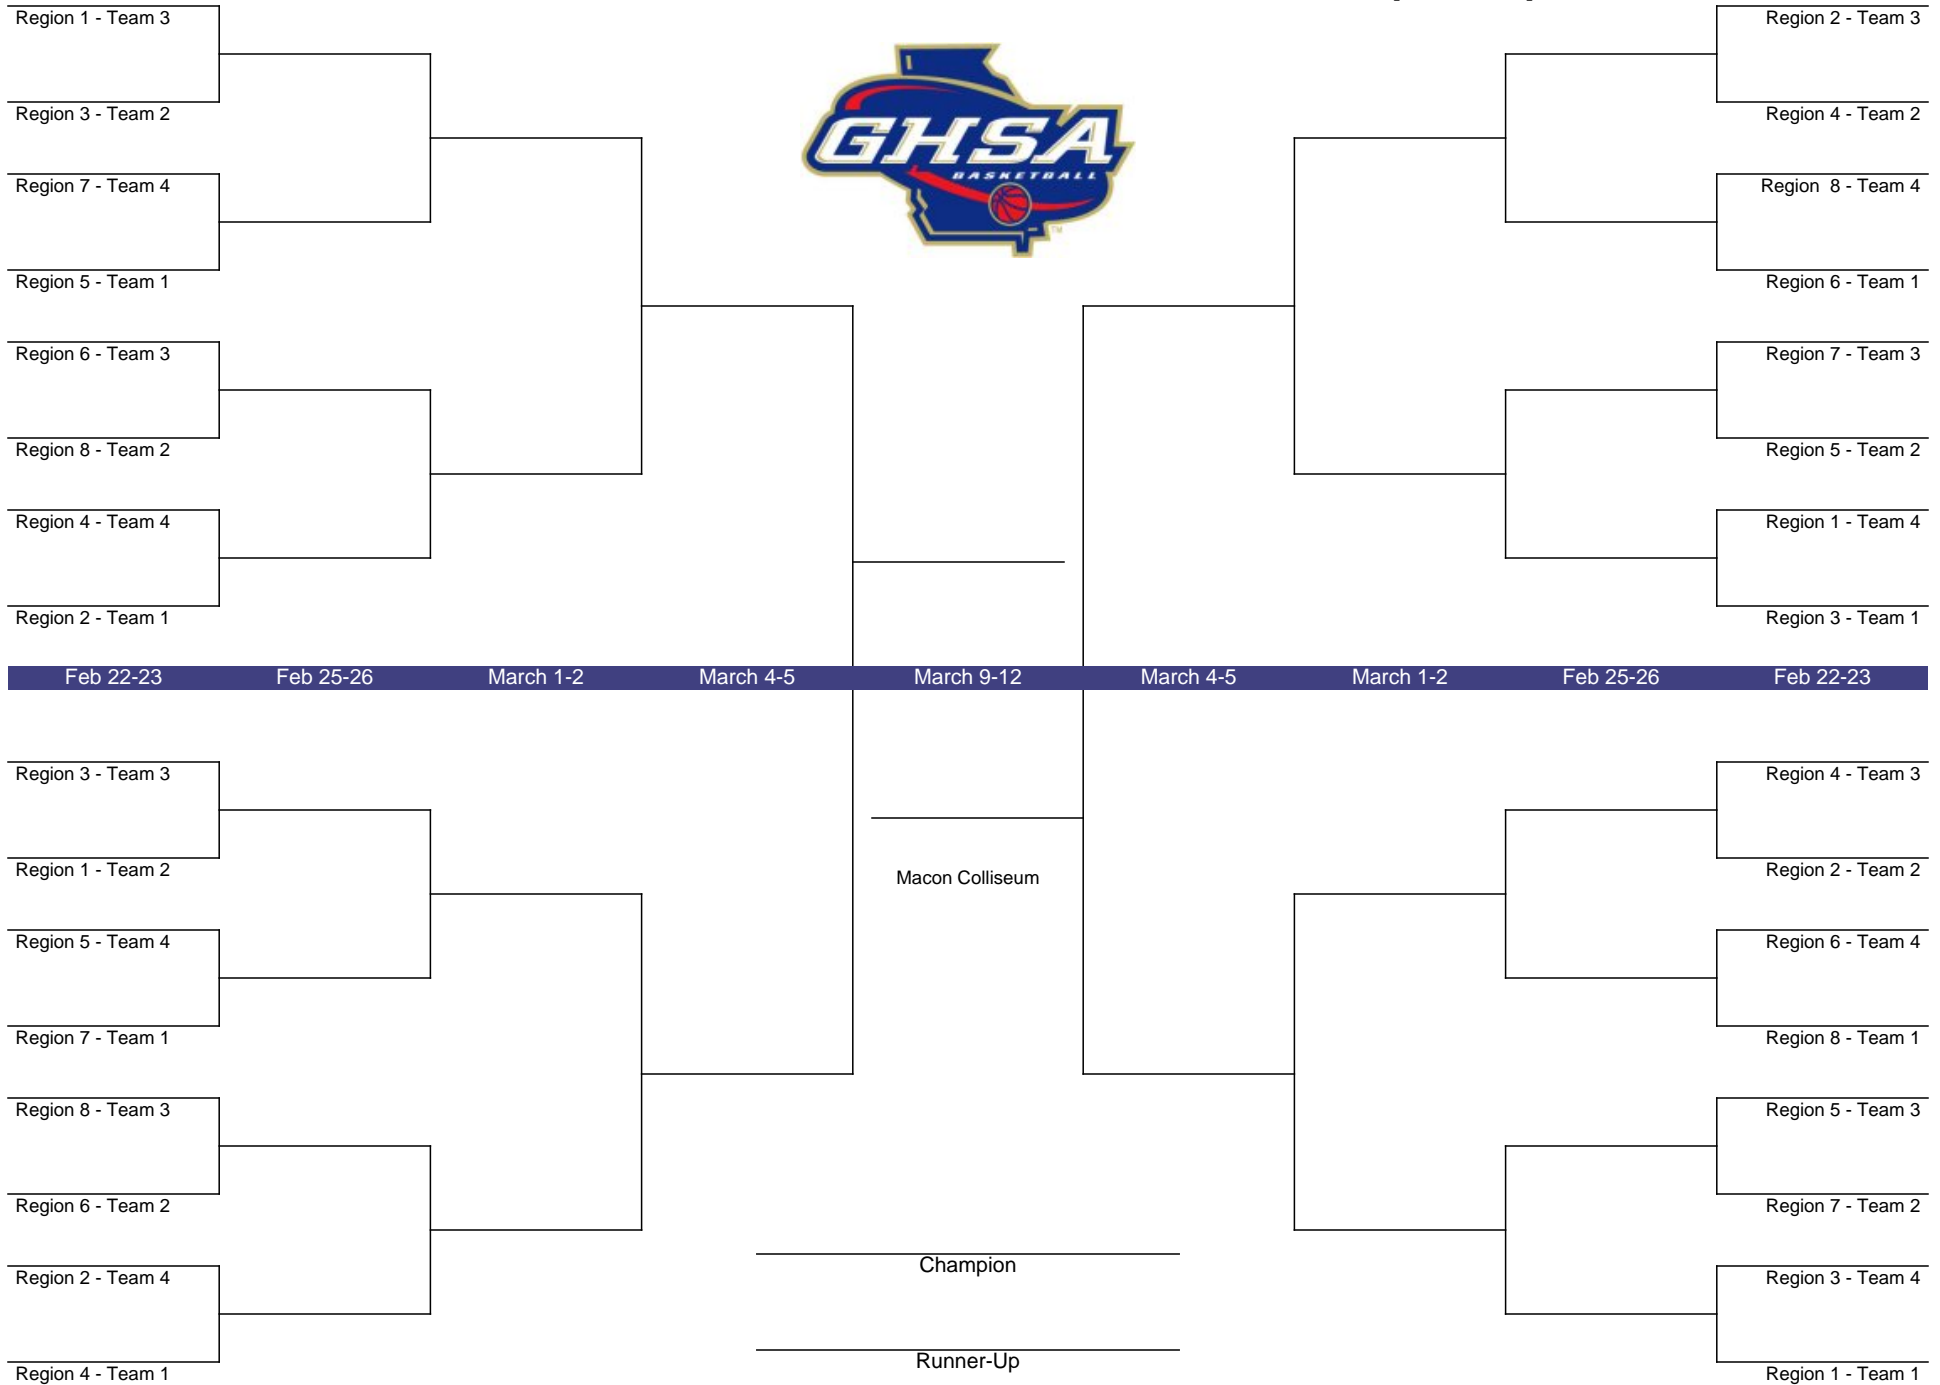 Region 1 - Team 3
Region 3 - Team 2
Region 7 - Team 4
Region 5 - Team 1
Region 6 - Team 3
Region 8 - Team 2
Region 4 - Team 4
Region 2 - Team 1
GHSA
BASKETBALL
TM
Region 2 - Team 3
Region 4 - Team 2
Region  8 - Team 4
Region 6 - Team 1
Region 7 - Team 3
Region 5 - Team 2
Region 1 - Team 4
Region 3 - Team 1
Feb 22-23 Feb 25-26 March 1-2 March 4-5 March 9-12 March 4-5 March 1-2 Feb 25-26 Feb 22-23
Region 3 - Team 3
Region 1 - Team 2
Region 5 - Team 4
Region 7 - Team 1
Region 8 - Team 3
Region 6 - Team 2
Region 2 - Team 4
Region 4 - Team 1
Macon Colliseum
Champion
Runner-Up
Region 4 - Team 3
Region 2 - Team 2
Region 6 - Team 4
Region 8 - Team 1
Region 5 - Team 3
Region 7 - Team 2
Region 3 - Team 4
Region 1 - Team 1